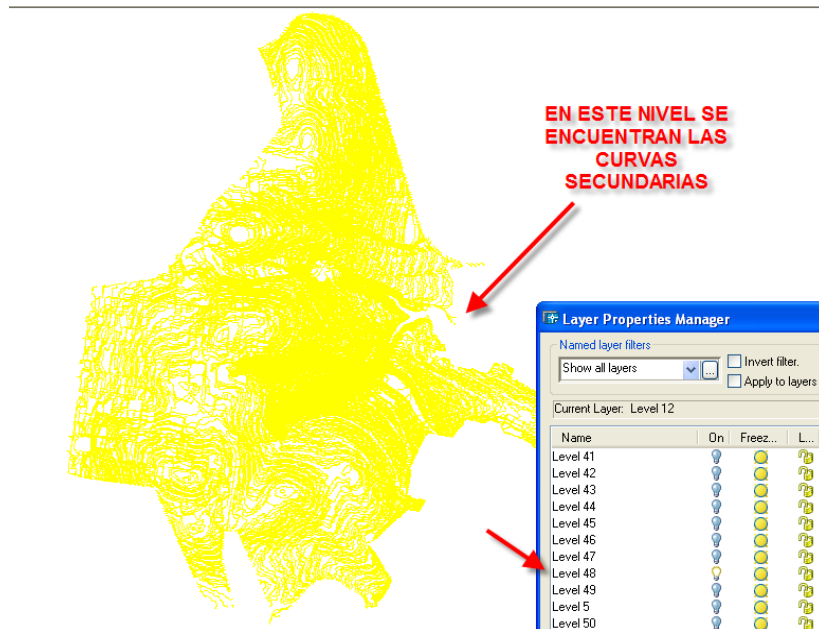 EN ESTE NIVEL SE
ENCUENTRAN LAS
CURVAS
SECUNDARIAS
Layer Properties Manager
Named layer filters
Show all layers
...
Invert filter.
Apply to layers
Current Layer: Level 12
Name On Freez... L...
Level 41
Level 42
Level 43
Level 44
Level 45
Level 46
Level 47
Level 48
Level 49
Level 5
Level 50